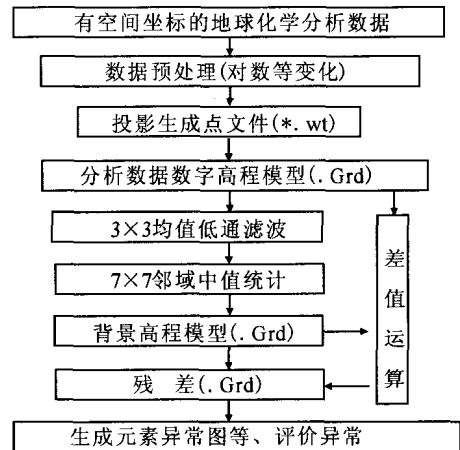 有空间坐标的地球化学分析数据
数据预处理(对数等变化)
投影生成点文件(*. wt)
分析数据数字高程模型(. Grd)
3×3均值低通滤波
7×7邻域中值统计
背景高程模型(. Grd)
残 差(. Grd)
差值运算
生成元素异常图等、评价异常